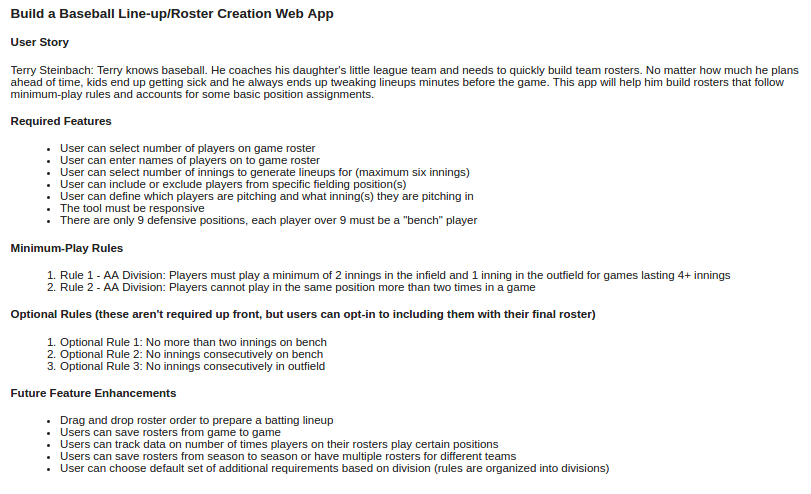 Build a Baseball Line-up/Roster Creation Web App
User Story
Terry Steinbach: Terry knows baseball. He coaches his daughter's little league team and needs to quickly build team rosters. No matter how much he plans
ahead of time, kids end up getting sick and he always ends up tweaking lineups minutes before the game. This app will help him build rosters that follow
minimum-play rules and accounts for some basic position assignments.
Required Features
• User can select number of players on game roster
• User can enter names of players on to game roster
• User can select number of innings to generate lineups for (maximum six innings)
• User can include or exclude players from specific fielding position(s)
• User can define which players are pitching and what inning(s) they are pitching in
• The tool must be responsive
• There are only 9 defensive positions, each player over 9 must be a "bench" player
Minimum-Play Rules
1. Rule 1 - AA Division: Players must play a minimum of 2 innings in the infield and 1 inning in the outfield for games lasting 4+ innings
2. Rule 2 - AA Division: Players cannot play in the same position more than two times in a game
Optional Rules (these aren't required up front, but users can opt-in to including them with their final roster)
1. Optional Rule 1: No more than two innings on bench
2. Optional Rule 2: No innings consecutively on bench
3. Optional Rule 3: No innings consecutively in outfield
Future Feature Enhancements
• Drag and drop roster order to prepare a batting lineup
• Users can save rosters from game to game
• Users can track data on number of times players on their rosters play certain positions
• Users can save rosters from season to season or have multiple rosters for different teams
• User can choose default set of additional requirements based on division (rules are organized into divisions)